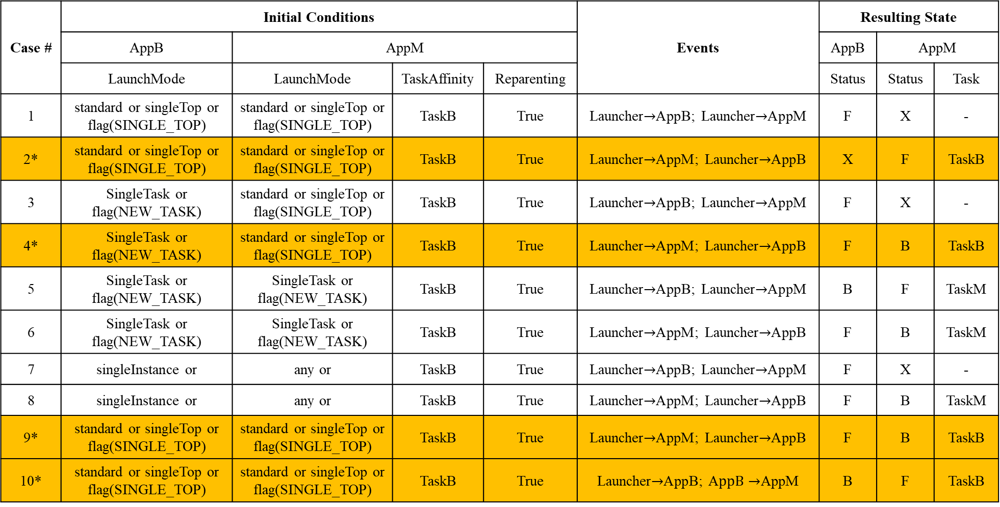 Case #
Initial Conditions
Events
Resulting State
AppB
AppM
AppB
AppM
LaunchMode
LaunchMode
TaskAffinity
Reparenting
Status
Status
Task
1
standard or singleTop or
flag(SINGLE_TOP)
standard or singleTop or
flag(SINGLE_TOP)
TaskB
True
Launcher→AppB; Launcher→AppM
F
X
-
2*
standard or singleTop or
flag(SINGLE_TOP)
standard or singleTop or
flag(SINGLE_TOP)
TaskB
True
Launcher→AppM; Launcher→AppB
X
F
TaskB
3
SingleTask or
flag(NEW_TASK)
standard or singleTop or
flag(SINGLE_TOP)
TaskB
True
Launcher→AppB; Launcher→AppM
F
X
-
4*
SingleTask or
flag(NEW_TASK)
standard or singleTop or
flag(SINGLE_TOP)
TaskB
True
Launcher→AppM; Launcher→AppB
F
B
TaskB
5
SingleTask or
flag(NEW_TASK)
SingleTask or
flag(NEW_TASK)
TaskB
True
Launcher→AppB; Launcher→AppM
B
F
TaskM
6
SingleTask or
flag(NEW_TASK)
SingleTask or
flag(NEW_TASK)
TaskB
True
Launcher→AppM; Launcher→AppB
F
B
TaskM
7
singleInstance or
any or
TaskB
True
Launcher→AppB; Launcher→AppM
F
X
-
8
singleInstance or
any or
TaskB
True
Launcher→AppM; Launcher→AppB
F
B
TaskM
9*
standard or singleTop or
flag(SINGLE_TOP)
standard or singleTop or
flag(SINGLE_TOP)
TaskB
True
Launcher→AppM; Launcher→AppB
F
B
TaskB
10*
standard or singleTop or
flag(SINGLE_TOP)
standard or singleTop or
flag(SINGLE_TOP)
TaskB
True
Launcher→AppB; AppB →AppM
B
F
TaskB